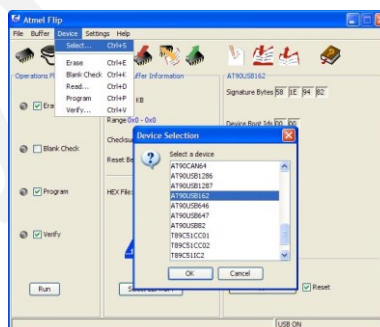 Atmel Flip
File Buffer Device Settings Help
Select... Ctrl+S
Erase Ctrl+E
Blank Check Ctrl+K
Read... Ctrl+D
Program Ctrl+P
Verify... Ctrl+V
Operations Fl
Buffer Information
AT90USB162
Signature Bytes 58 1E 94 82
Era
KB
Range 0x0 - 0x0
Device Boot Ids 00 00
Blank Check
Checksu
Reset Be
Device Selection
Select a device
AT90CAN64
AT90USB1286
AT90USB1287
AT90USB162
AT90USB646
AT90USB647
AT90USB82
T89C51CC01
T89C51CC02
T89C51IC2
OK Cancel
Program
HEX File:
Verify
Run
Reset
USB ON